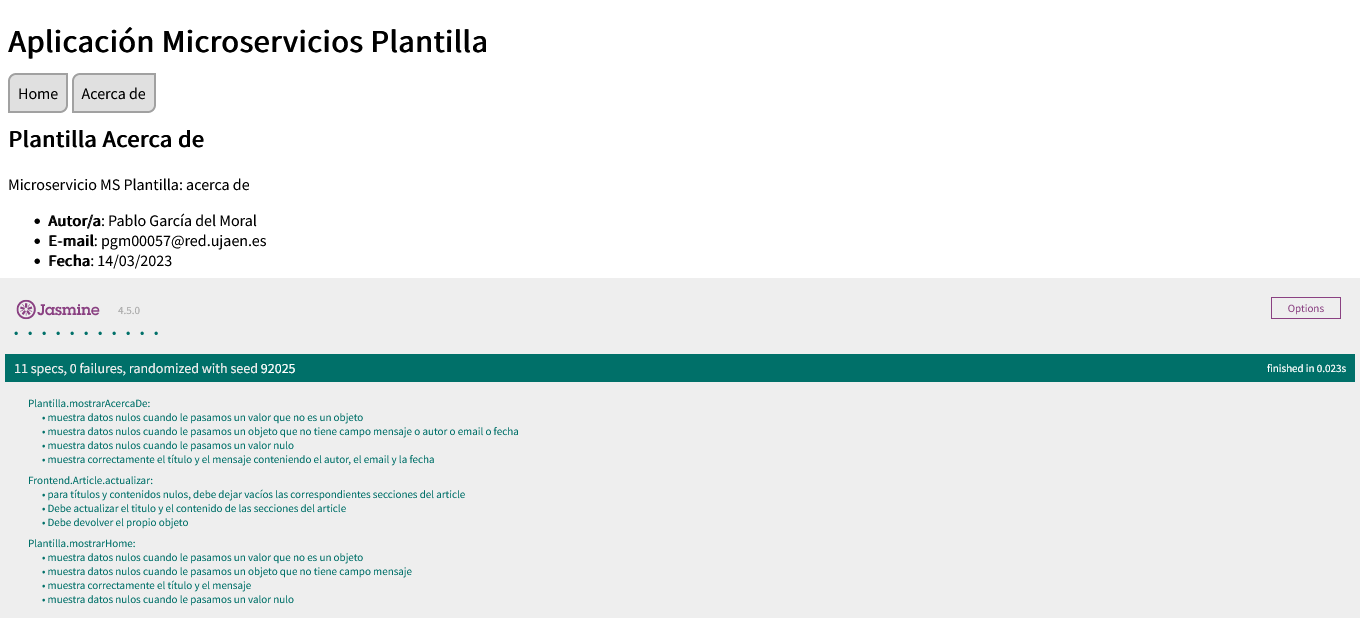 Aplicación Microservicios Plantilla
Home Acerca de
Plantilla Acerca de
Microservicio MS Plantilla: acerca de
• Autor/a: Pablo García del Moral
• E-mail: pgm00057@red.ujaen.es
• Fecha: 14/03/2023
Jasmine 4.5.0 Options
11 specs, 0 failures, randomized with seed 92025 finished in 0.023s
Plantilla.mostrarAcercaDe:
• muestra datos nulos cuando le pasamos un valor que no es un objeto
• muestra datos nulos cuando le pasamos un objeto que no tiene campo mensaje o autor o email o fecha
• muestra datos nulos cuando le pasamos un valor nulo
• muestra correctamente el título y el mensaje conteniendo el autor, el email y la fecha
Frontend.Article.actualizar:
• para títulos y contenidos nulos, debe dejar vacíos las correspondientes secciones del article
• Debe actualizar el titulo y el contenido de las secciones del article
• Debe devolver el propio objeto
Plantilla.mostrarHome:
• muestra datos nulos cuando le pasamos un valor que no es un objeto
• muestra datos nulos cuando le pasamos un objeto que no tiene campo mensaje
• muestra correctamente el título y el mensaje
• muestra datos nulos cuando le pasamos un valor nulo